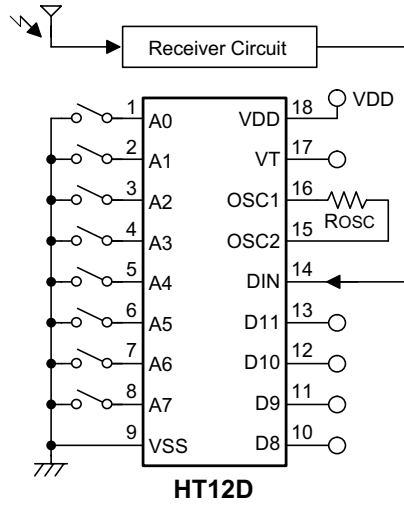 Receiver Circuit
VDD
1 A0 VDD 18
2 A1 VT 17
3 A2 OSC1 16
ROSC
4 A3 OSC2 15
5 A4 DIN 14
6 A5 D11 13
7 A6 D10 12
8 A7 D9 11
9 VSS D8 10
HT12D